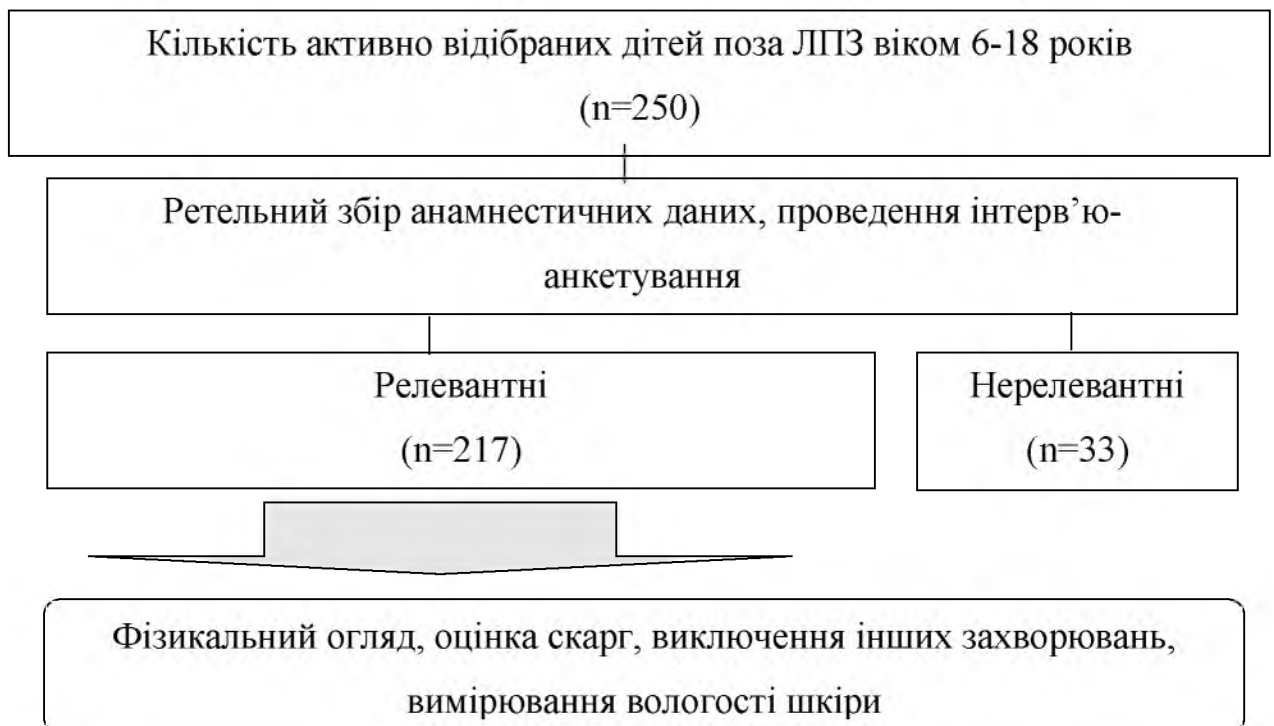 Кількість активно відібраних дітей поза ЛПЗ віком 6-18 років
(n=250)
Ретельний збір анамнестичних даних, проведення інтерв’ю-
анкетування
Релевантні
(n=217)
Нерелевантні
(n=33)
Фізикальний огляд, оцінка скарг, виключення інших захворювань,
вимірювання вологості шкіри